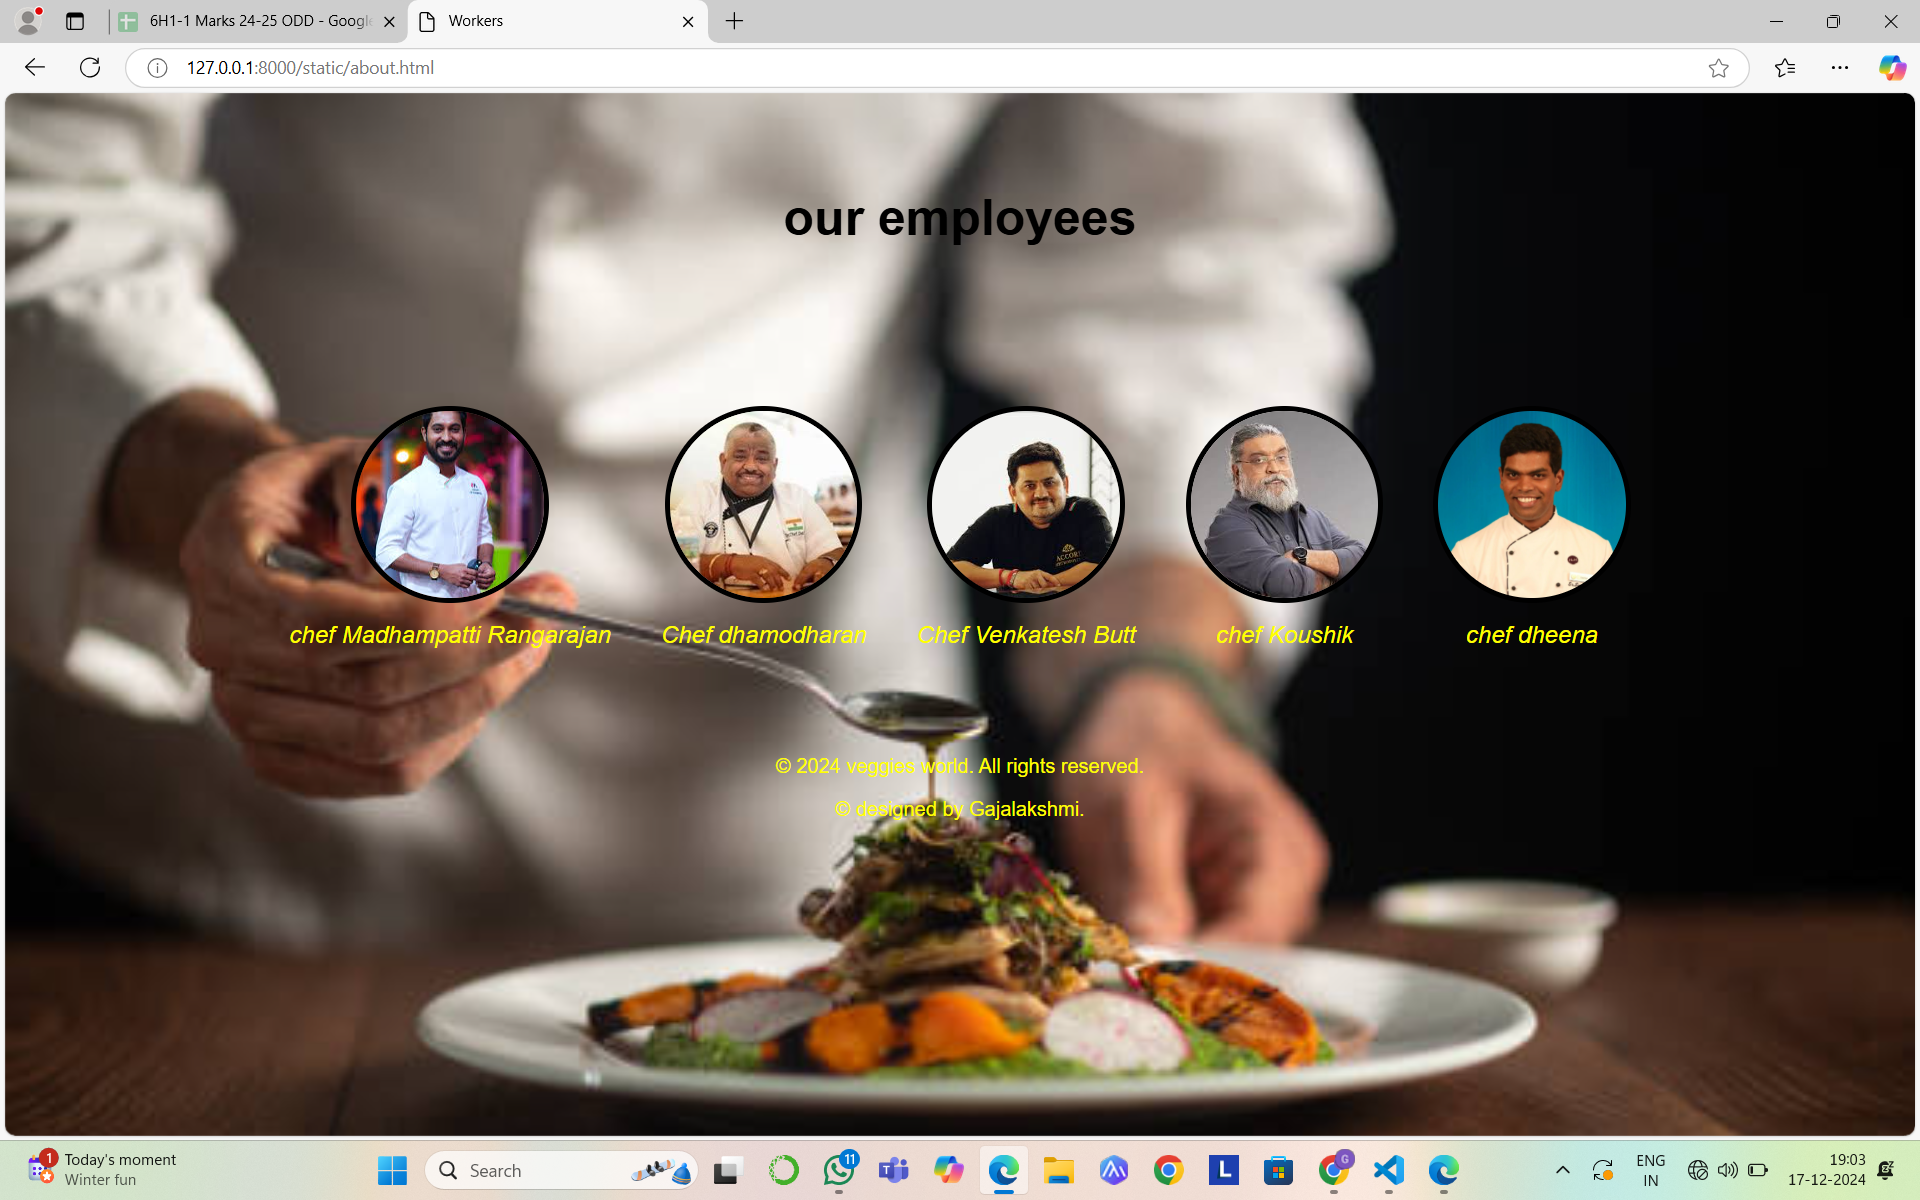 6H1-1 Marks 24-25 ODD - Google
Workers
127.0.0.1:8000/static/about.html
our employees
ACCORD
chef Madhampatti Rangarajan
Chef dhamodharan
Chef Venkatesh Butt
chef Koushik
chef dheena
© 2024 veggies world. All rights reserved.
© designed by Gajalakshmi.
1
Today's moment
Winter fun
Search
11
T
L
G
ENG
IN
19:03
17-12-2024